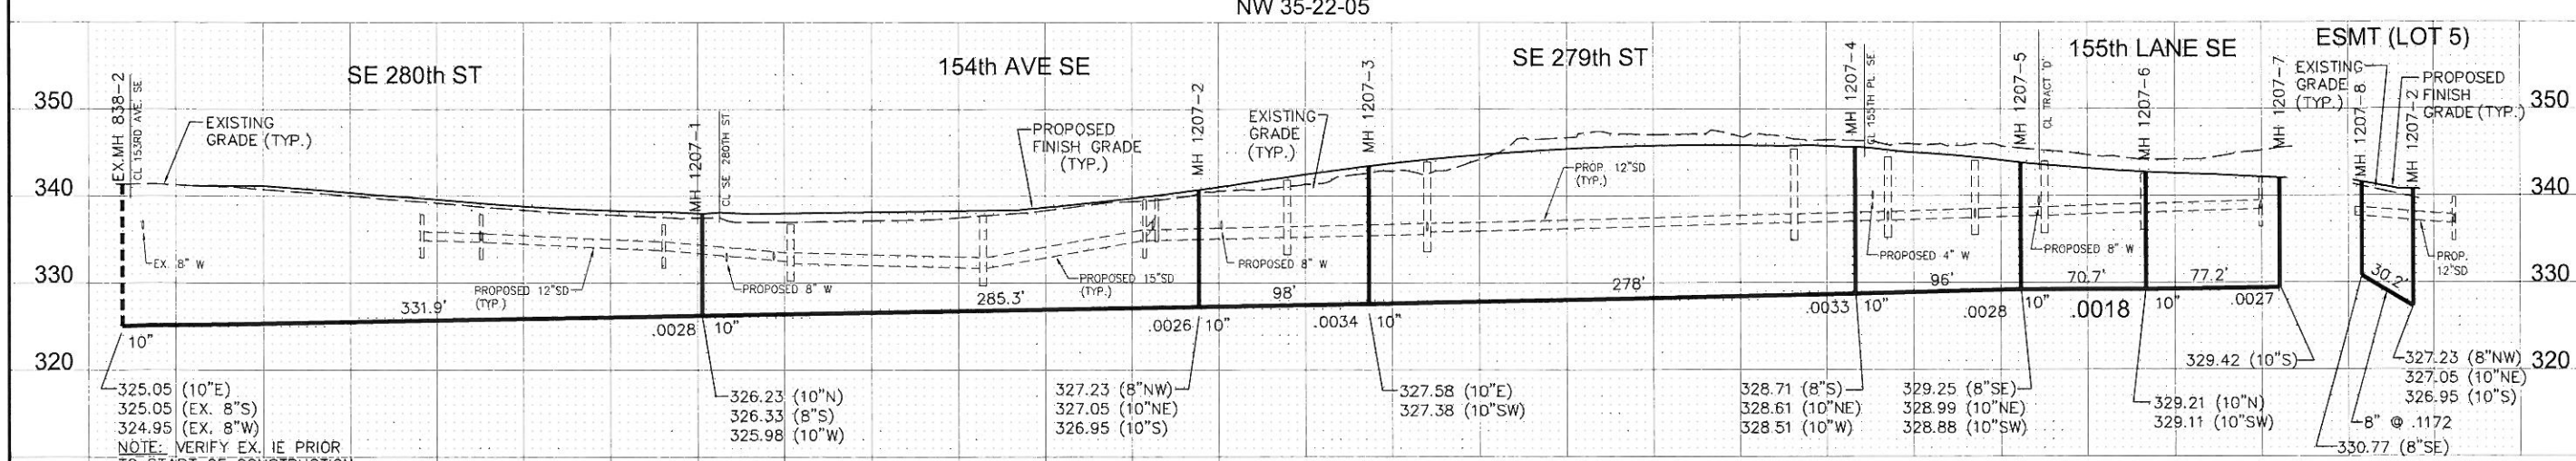 NW 35-22-05
SE 280th ST
154th AVE SE
SE 279th ST
155th LANE SE
ESMT (LOT 5)
350
340
330
320
350
340
330
320
EX.MH 8538-2
CL 153RD AVE. SE
EXISTING
GRADE (TYP.)
EX. 8" W
PROPOSED 12"SD
(TYP.)
331.9'
.0028
10"
MH 1207-1
CL SE 280TH ST
10"
PROPOSED 8" W
PROPOSED
FINISH GRADE
(TYP.)
PROPOSED 15"SD
(TYP.)
285.3'
.0026
MH 1207-2
10"
EXISTING
GRADE
(TYP.)
PROPOSED 8" W
98'
.0034
MH 1207-3
10"
PROP. 12"SD
(TYP.)
278'
.0033
MH 1207-4
CL 155TH PL SE
10"
PROPOSED 4" W
96'
.0028
MH 1207-5
CL TRACT 'D'
10"
PROPOSED 8" W
70.7'
.0018
MH 1207-6
10"
77.2'
.0027
MH 1207-7
EXISTING
GRADE
(TYP.)
MH 1207-8
MH 1207-2
PROPOSED
FINISH
GRADE (TYP.)
30.2'
PROP.
12"SD
325.05 (10"E)
325.05 (EX. 8"S)
324.95 (EX. 8"W)
NOTE: VERIFY EX. IE PRIOR
TO START OF CONSTRUCTION
326.23 (10"N)
326.33 (8"S)
325.98 (10"W)
327.23 (8"NW)
327.05 (10"NE)
326.95 (10"S)
327.58 (10"E)
327.38 (10"SW)
328.71 (8"S)
328.61 (10"NE)
328.51 (10"W)
329.25 (8"SE)
328.99 (10"NE)
328.88 (10"SW)
329.21 (10"N)
329.11 (10"SW)
329.42 (10"S)
327.23 (8"NW)
327.05 (10"NE)
326.95 (10"S)
8" @ .1172
330.77 (8"SE)